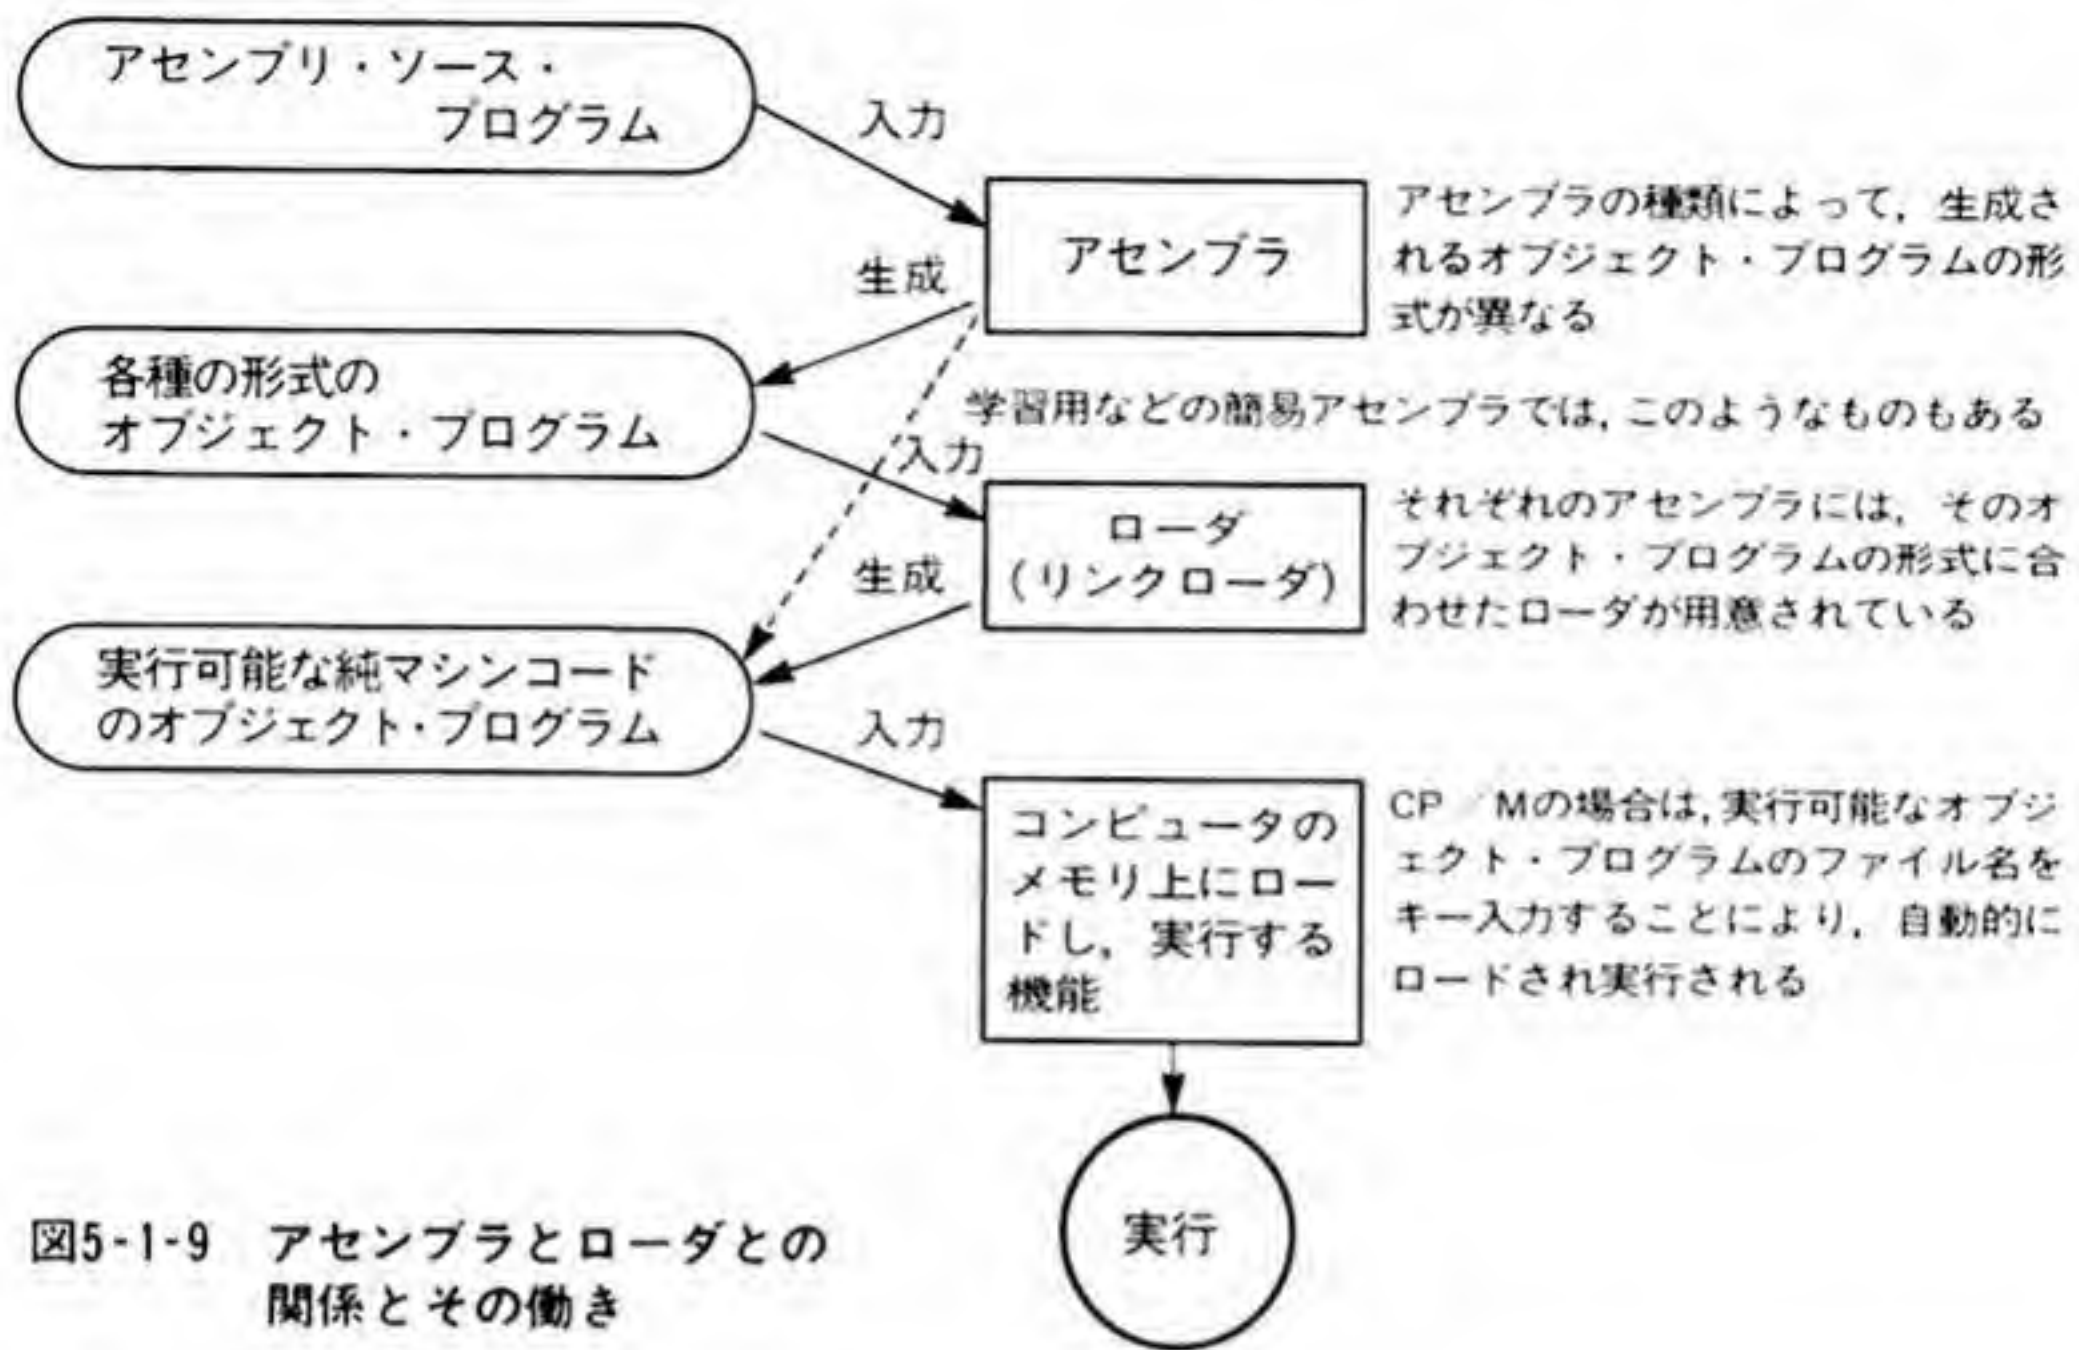 アセンブリ・ソース・
プログラム
入力
アセンブラ
アセンブラの種類によって，生成さ
れるオブジェクト・プログラムの形
式が異なる
生成
各種の形式の
オブジェクト・プログラム
学習用などの簡易アセンブラでは，このようなものもある
入力
ローダ
（リンクローダ）
それぞれのアセンブラには，そのオ
ブジェクト・プログラムの形式に合
わせたローダが用意されている
生成
実行可能な純マシンコード
のオブジェクト・プログラム
入力
コンピュータの
メモリ上にロー
ドし，実行する
機能
CP／Mの場合は，実行可能なオブジ
ェクト・プログラムのファイル名を
キー入力することにより，自動的に
ロードされ実行される
実行
図5-1-9 アセンブラとローダとの
関係とその働き